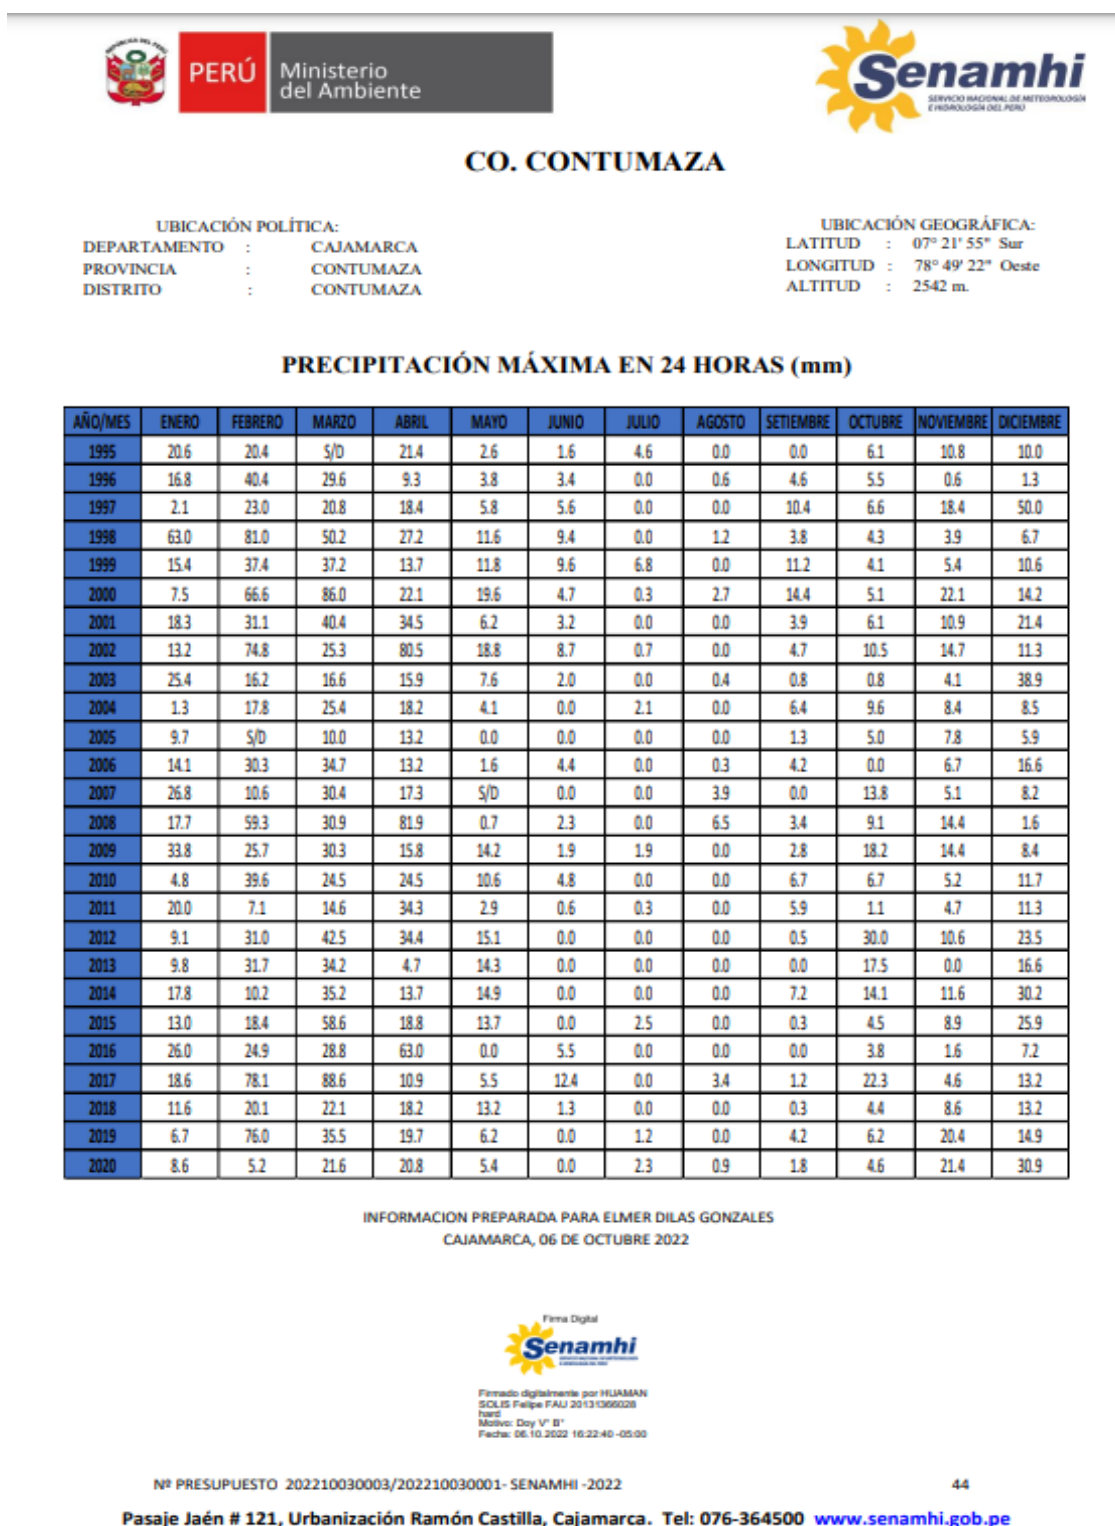 REPÚBLICA DEL PERÚ
PERÚ Ministerio del Ambiente
Senamhi
SERVICIO NACIONAL DE METEOROLOGÍA
E HIDROLOGÍA DEL PERÚ
CO. CONTUMAZA
UBICACIÓN POLÍTICA:
DEPARTAMENTO : CAJAMARCA
PROVINCIA : CONTUMAZA
DISTRITO : CONTUMAZA
UBICACIÓN GEOGRÁFICA:
LATITUD : 07° 21' 55" Sur
LONGITUD : 78° 49' 22" Oeste
ALTITUD : 2542 m.
PRECIPITACIÓN MÁXIMA EN 24 HORAS (mm)
AÑO/MES ENERO FEBRERO MARZO ABRIL MAYO JUNIO JULIO AGOSTO SETIEMBRE OCTUBRE NOVIEMBRE DICIEMBRE
1995 20.6 20.4 S/D 21.4 2.6 1.6 4.6 0.0 0.0 6.1 10.8 10.0
1996 16.8 40.4 29.6 9.3 3.8 3.4 0.0 0.6 4.6 5.5 0.6 1.3
1997 2.1 23.0 20.8 18.4 5.8 5.6 0.0 0.0 10.4 6.6 18.4 50.0
1998 63.0 81.0 50.2 27.2 11.6 9.4 0.0 1.2 3.8 4.3 3.9 6.7
1999 15.4 37.4 37.2 13.7 11.8 9.6 6.8 0.0 11.2 4.1 5.4 10.6
2000 7.5 66.6 86.0 22.1 19.6 4.7 0.3 2.7 14.4 5.1 22.1 14.2
2001 18.3 31.1 40.4 34.5 6.2 3.2 0.0 0.0 3.9 6.1 10.9 21.4
2002 13.2 74.8 25.3 80.5 18.8 8.7 0.7 0.0 4.7 10.5 14.7 11.3
2003 25.4 16.2 16.6 15.9 7.6 2.0 0.0 0.4 0.8 0.8 4.1 38.9
2004 1.3 17.8 25.4 18.2 4.1 0.0 2.1 0.0 6.4 9.6 8.4 8.5
2005 9.7 S/D 10.0 13.2 0.0 0.0 0.0 0.0 1.3 5.0 7.8 5.9
2006 14.1 30.3 34.7 13.2 1.6 4.4 0.0 0.3 4.2 0.0 6.7 16.6
2007 26.8 10.6 30.4 17.3 S/D 0.0 0.0 3.9 0.0 13.8 5.1 8.2
2008 17.7 59.3 30.9 81.9 0.7 2.3 0.0 6.5 3.4 9.1 14.4 1.6
2009 33.8 25.7 30.3 15.8 14.2 1.9 1.9 0.0 2.8 18.2 14.4 8.4
2010 4.8 39.6 24.5 24.5 10.6 4.8 0.0 0.0 6.7 6.7 5.2 11.7
2011 20.0 7.1 14.6 34.3 2.9 0.6 0.3 0.0 5.9 1.1 4.7 11.3
2012 9.1 31.0 42.5 34.4 15.1 0.0 0.0 0.0 0.5 30.0 10.6 23.5
2013 9.8 31.7 34.2 4.7 14.3 0.0 0.0 0.0 0.0 17.5 0.0 16.6
2014 17.8 10.2 35.2 13.7 14.9 0.0 0.0 0.0 7.2 14.1 11.6 30.2
2015 13.0 18.4 58.6 18.8 13.7 0.0 2.5 0.0 0.3 4.5 8.9 25.9
2016 26.0 24.9 28.8 63.0 0.0 5.5 0.0 0.0 0.0 3.8 1.6 7.2
2017 18.6 78.1 88.6 10.9 5.5 12.4 0.0 3.4 1.2 22.3 4.6 13.2
2018 11.6 20.1 22.1 18.2 13.2 1.3 0.0 0.0 0.3 4.4 8.6 13.2
2019 6.7 76.0 35.5 19.7 6.2 0.0 1.2 0.0 4.2 6.2 20.4 14.9
2020 8.6 5.2 21.6 20.8 5.4 0.0 2.3 0.9 1.8 4.6 21.4 30.9
INFORMACION PREPARADA PARA ELMER DILAS GONZALES
CAJAMARCA, 06 DE OCTUBRE 2022
Firma Digital
Senamhi
Firmado digitalmente por HUAMAN
SOLIS Felipe FAU 20131366028
hard
Motivo: Doy V° B°
Fecha: 06.10.2022 16:22:40 -05:00
Nº PRESUPUESTO 202210030003/202210030001- SENAMHI -2022 44
Pasaje Jaén # 121, Urbanización Ramón Castilla, Cajamarca. Tel: 076-364500 www.senamhi.gob.pe